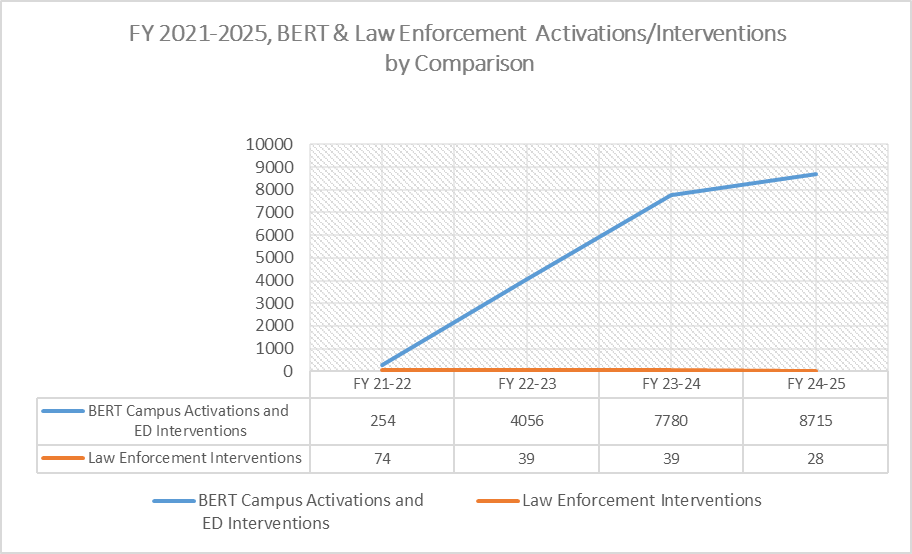 FY 2021-2025, BERT & Law Enforcement Activations/Interventions
by Comparison
10000
9000
8000
7000
6000
5000
4000
3000
2000
1000
0
FY 21-22 FY 22-23 FY 23-24 FY 24-25
BERT Campus Activations and
ED Interventions 254 4056 7780 8715
Law Enforcement Interventions 74 39 39 28
BERT Campus Activations and
ED Interventions
Law Enforcement Interventions